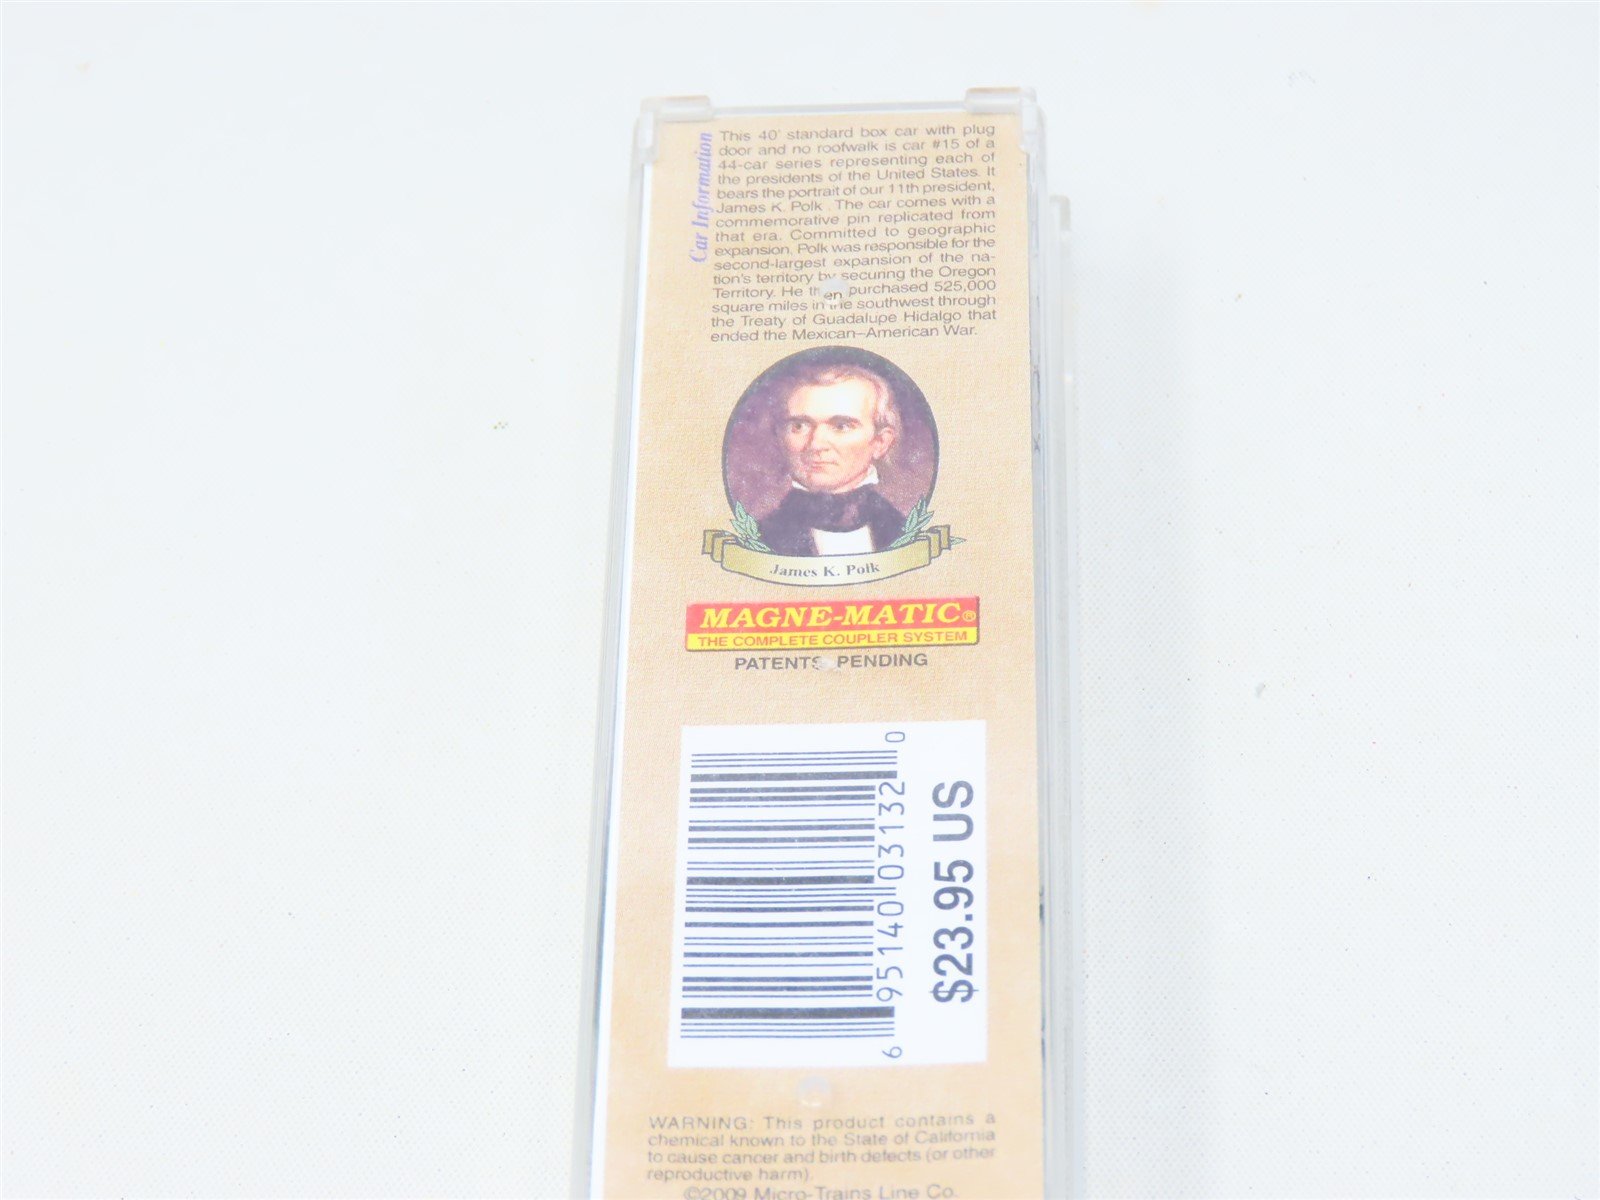 Car Information
This 40' standard box car with plug
door and no roofwalk is car #15 of a
44-car series representing each of
the presidents of the United States. It
bears the portrait of our 11th president,
James K. Polk . The car comes with a
commemorative pin replicated from
that era. Committed to geographic
expansion, Polk was responsible for the
second-largest expansion of the na-
tion's territory by securing the Oregon
Territory. He then purchased 525,000
square miles in the southwest through
the Treaty of Guadalupe Hidalgo that
ended the Mexican–American War.
James K. Polk
MAGNE-MATIC®
THE COMPLETE COUPLER SYSTEM
PATENTS PENDING
6 95140 03132 0
$23.95 US
WARNING: This product contains a
chemical known to the State of California
to cause cancer and birth defects (or other
reproductive harm).
©2009 Micro-Trains Line Co.